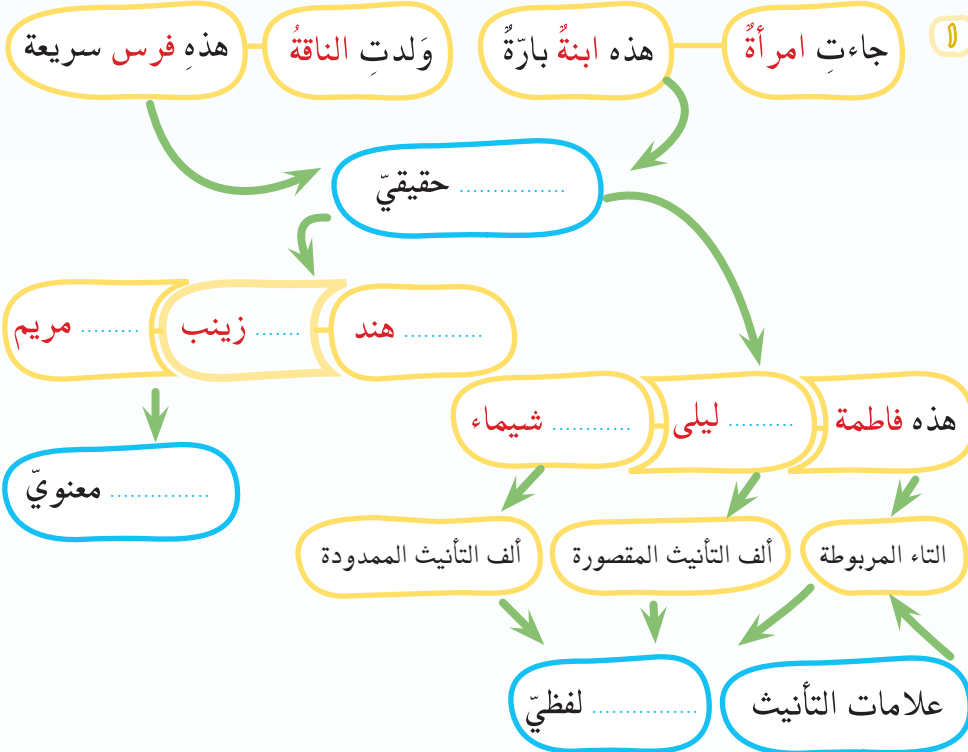 ١
جاءتِ امرأةٌ
هذه ابنةٌ بارّةٌ
وَلدتِ الناقةُ
هذهِ فرس سريعة
................ حقيقيّ
............ هند
....... زينب
......... مريم
هذه فاطمة
.......... ليلى
............ شيماء
............... معنويّ
التاء المربوطة
ألف التأنيث المقصورة
ألف التأنيث الممدودة
علامات التأنيث
................ لفظيّ